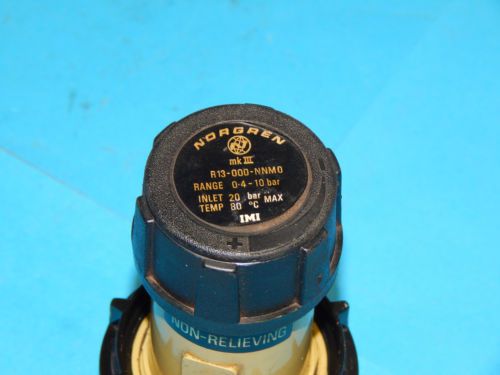 NORGREN
mk III
R13-000-NNMO
RANGE 0·4-10 bar
INLET 20 bar MAX
TEMP 80 °C
IMI
+
NON-RELIEVING